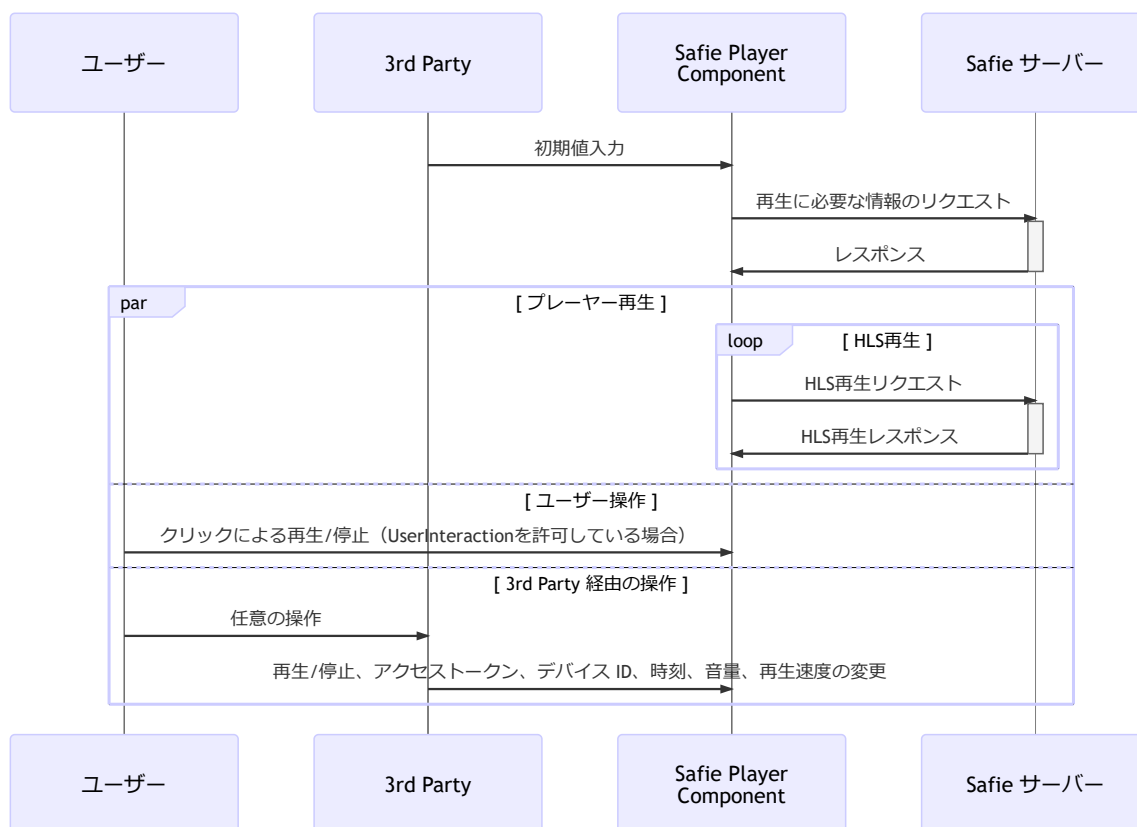 ユーザー
3rd Party
Safie Player
Component
Safie サーバー
初期値入力
再生に必要な情報のリクエスト
レスポンス
par
[ プレーヤー再生 ]
loop
[ HLS再生 ]
HLS再生リクエスト
HLS再生レスポンス
[ ユーザー操作 ]
クリックによる再生/停止（UserInteractionを許可している場合）
[ 3rd Party 経由の操作 ]
任意の操作
再生/停止、アクセストークン、デバイス ID、時刻、音量、再生速度の変更
ユーザー
3rd Party
Safie Player
Component
Safie サーバー